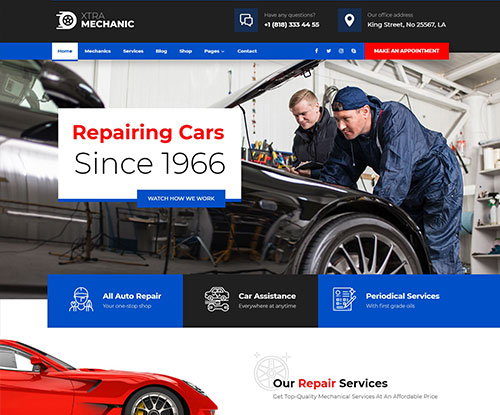 XTRA
MECHANIC
Have any questions?
+1 (818) 333 44 55
Our office address
King Street, No 25567, LA
Home Mechanics Services Blog Shop Pages Contact
MAKE AN APPOINTMENT
Repairing Cars
Since 1966
WATCH HOW WE WORK
All Auto Repair
Your one-stop shop
Car Assistance
Everywhere at anytime
Periodical Services
With first grade oils
Our Repair Services
Get Top-Quality Mechanical Services At An Affordable Price